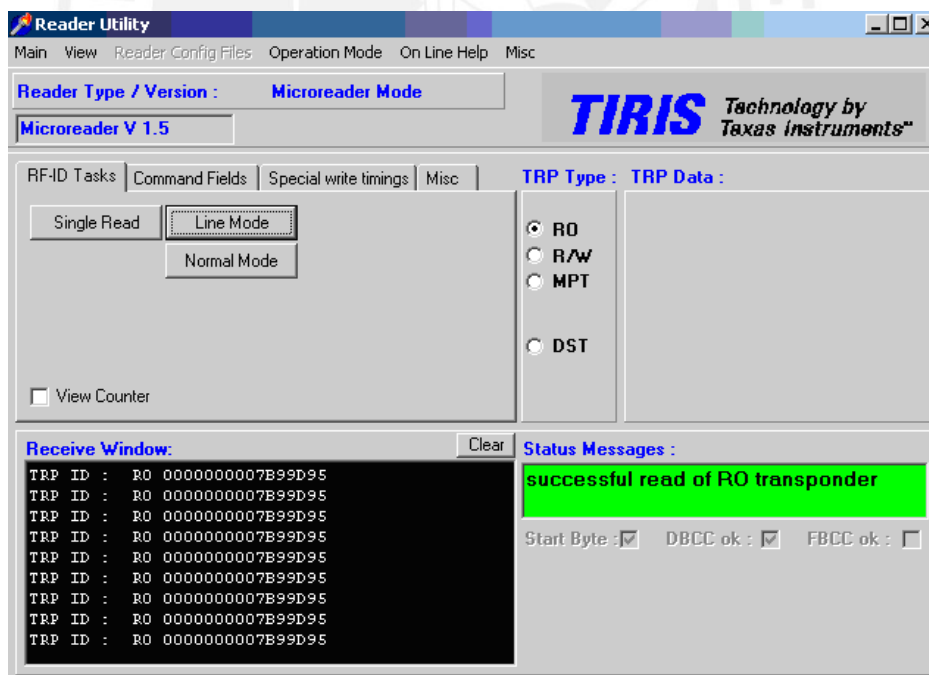 Reader Utility
Main View Reader Config Files Operation Mode On Line Help Misc
Reader Type / Version : Microreader Mode
Microreader V 1.5
TIRIS Technology by
Texas Instruments™
RF-ID Tasks Command Fields Special write timings Misc
Single Read Line Mode
Normal Mode
View Counter
TRP Type : TRP Data :
RO
R/W
MPT
DST
Receive Window: Clear
TRP ID : RO 0000000007B99D95
TRP ID : RO 0000000007B99D95
TRP ID : RO 0000000007B99D95
TRP ID : RO 0000000007B99D95
TRP ID : RO 0000000007B99D95
TRP ID : RO 0000000007B99D95
TRP ID : RO 0000000007B99D95
TRP ID : RO 0000000007B99D95
TRP ID : RO 0000000007B99D95
Status Messages :
successful read of RO transponder
Start Byte : DBCC ok : FBCC ok :